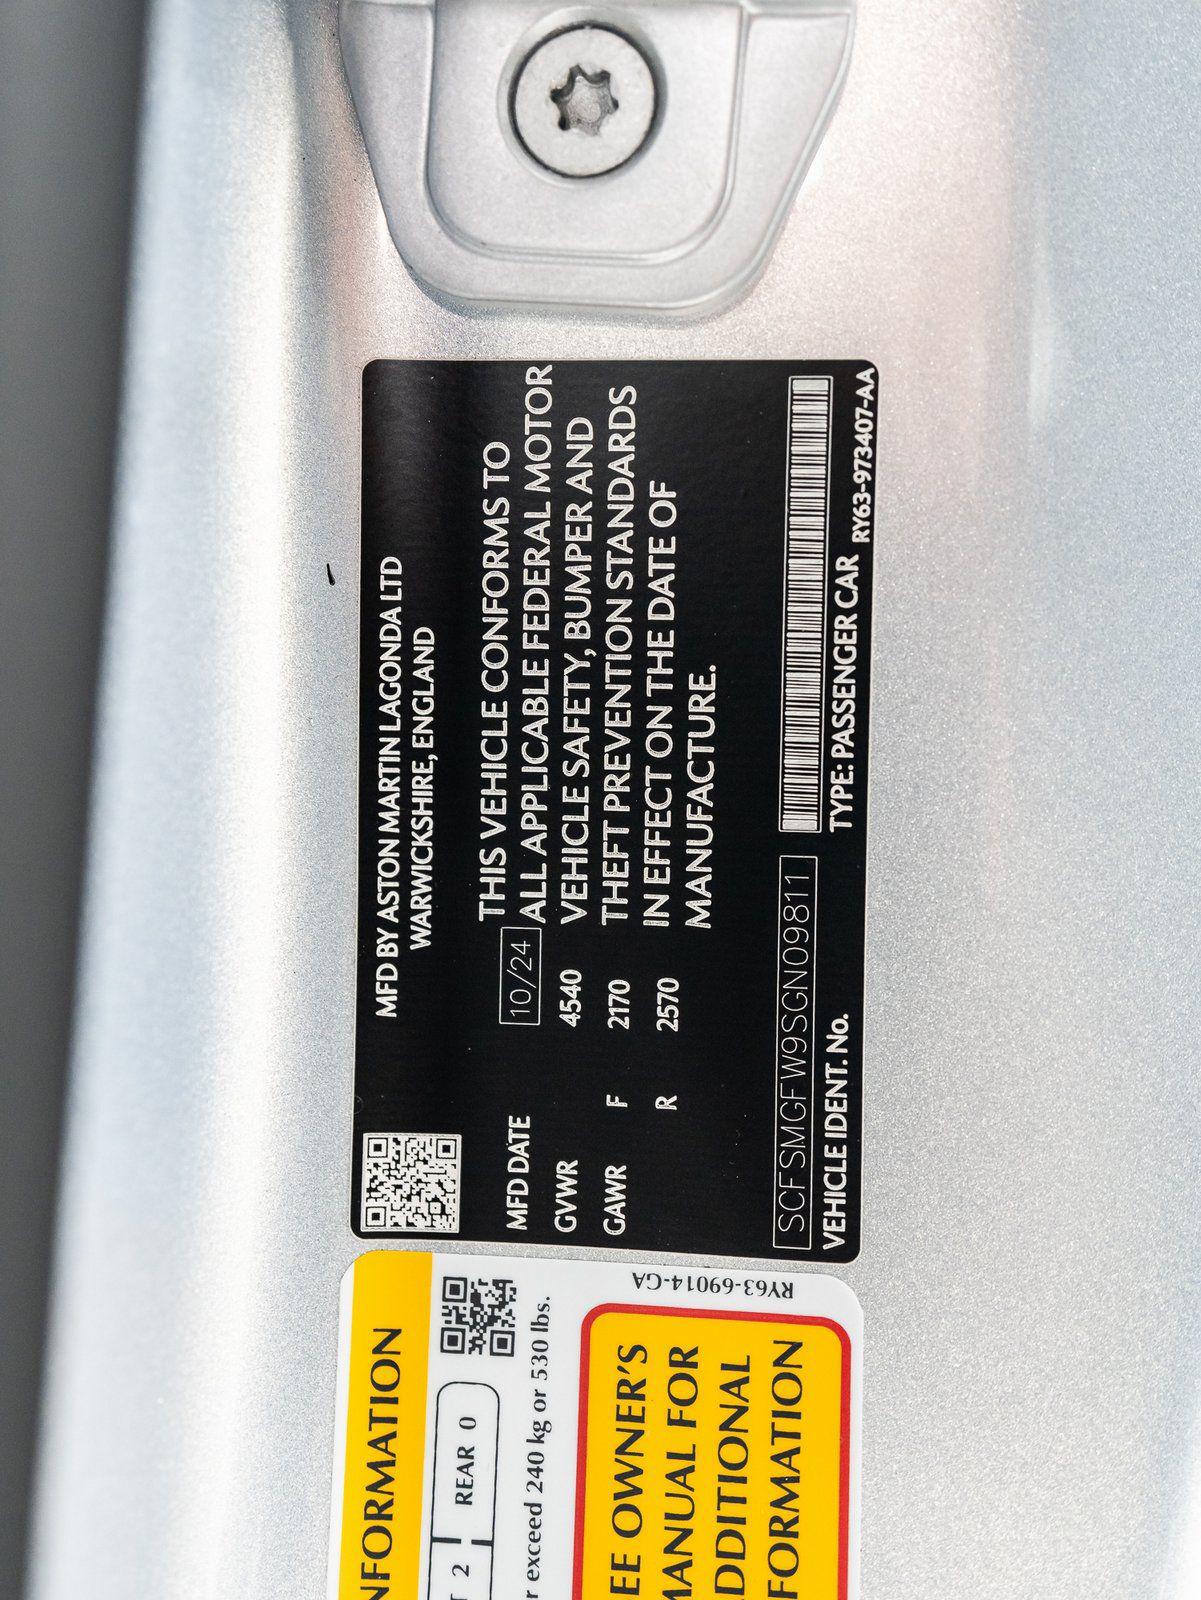 MFD BY ASTON MARTIN LAGONDA LTD
WARWICKSHIRE, ENGLAND
MFD DATE 10/24
GVWR 4540
GAWR F 2170
R 2570
THIS VEHICLE CONFORMS TO
ALL APPLICABLE FEDERAL MOTOR
VEHICLE SAFETY, BUMPER AND
THEFT PREVENTION STANDARDS
IN EFFECT ON THE DATE OF
MANUFACTURE.
SCFSMGFW9SGN09811
VEHICLE IDENT. No.
TYPE: PASSENGER CAR
RY63-973407-AA
NFORMATION
2 REAR 0
r exceed 240 kg or 530 lbs.
RY63-69014-GA
EE OWNER'S
MANUAL FOR
DDITIONAL
FORMATION